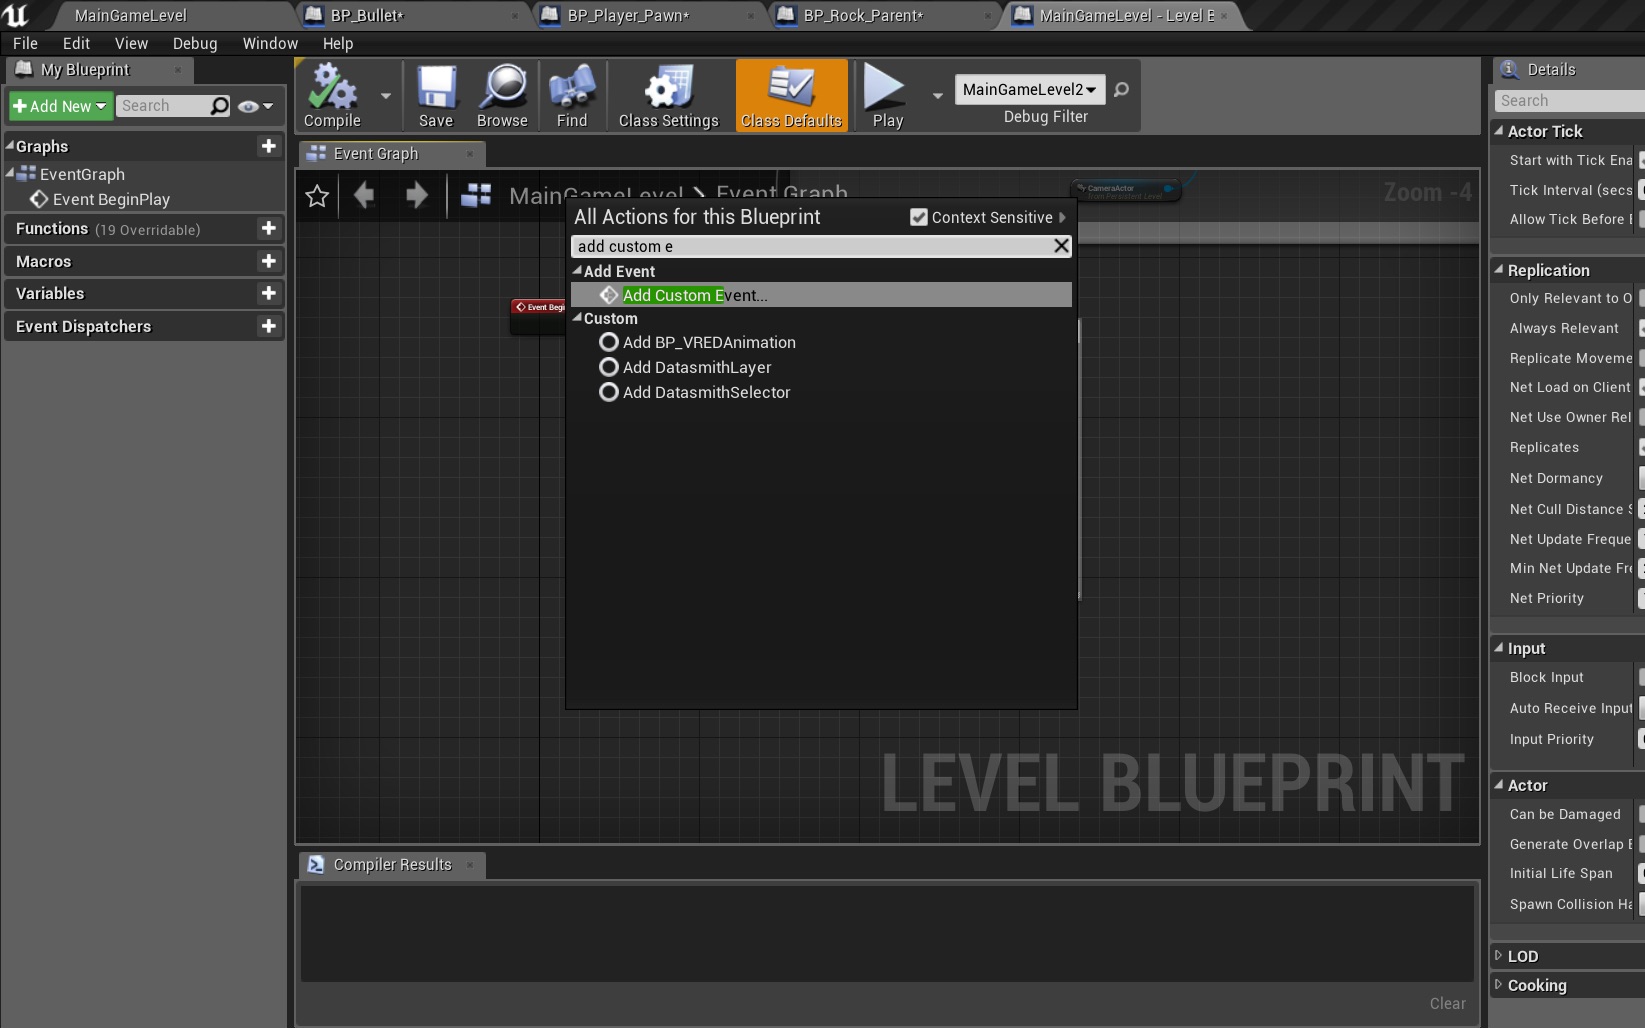 MainGameLevel
BP_Bullet*
BP_Player_Pawn*
BP_Rock_Parent*
MainGameLevel - Level
File Edit View Debug Window Help
My Blueprint
Add New
Search
Graphs
EventGraph
Event BeginPlay
Functions (19 Overridable)
Macros
Variables
Event Dispatchers
Compile
Save
Browse
Find
Class Settings
Class Defaults
Play
MainGameLevel2
Debug Filter
Event Graph
MainGameLevel > Event Graph
CameraActor
from Persistent Level
Zoom -4
Event Begi
All Actions for this Blueprint
Context Sensitive
add custom e
Add Event
Add Custom Event...
Custom
Add BP_VREDAnimation
Add DatasmithLayer
Add DatasmithSelector
LEVEL BLUEPRINT
Compiler Results
Clear
Details
Search
Actor Tick
Start with Tick Ena
Tick Interval (secs
Allow Tick Before
Replication
Only Relevant to O
Always Relevant
Replicate Moveme
Net Load on Client
Net Use Owner Rel
Replicates
Net Dormancy
Net Cull Distance S
Net Update Freque
Min Net Update Fre
Net Priority
Input
Block Input
Auto Receive Input
Input Priority
Actor
Can be Damaged
Generate Overlap E
Initial Life Span
Spawn Collision Ha
LOD
Cooking